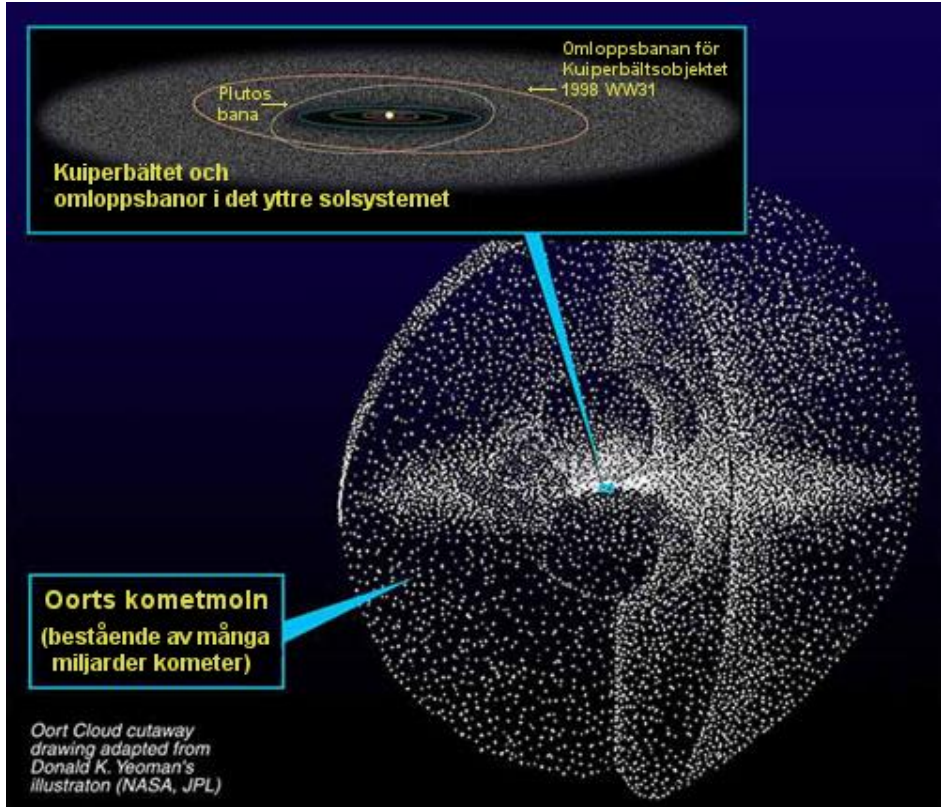 Omloppsbanan för
Kuiperbältsobjektet
1998 WW31
Plutos
bana
Kuiperbältet och
omloppsbanor i det yttre solsystemet
Oorts kometmoln
(bestående av många
miljarder kometer)
Oort Cloud cutaway
drawing adapted from
Donald K. Yeoman's
illustraton (NASA, JPL)